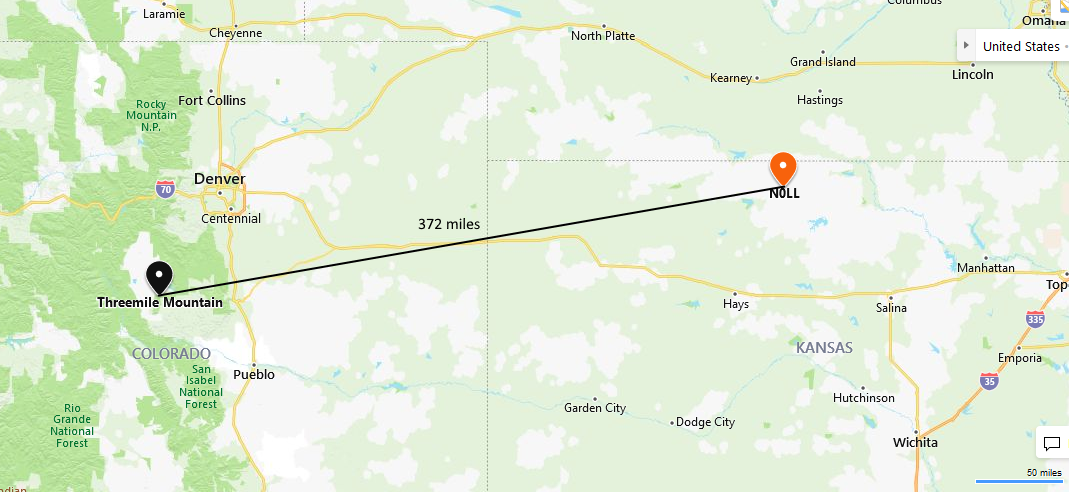 Laramie
Columbus
Cheyenne
North Platte
Omaha
United States
Grand Island
Kearney
Lincoln
Rocky
Mountain
N.P.
Fort Collins
Hastings
Denver
70
N0LL
Centennial
372 miles
Manhattan
Threemile Mountain
Hays
Salina
335
COLORADO
KANSAS
Emporia
San
Isabel
National
Forest
Pueblo
35
Hutchinson
Rio
Grande
National
Forest
Garden City
Dodge City
Wichita
50 miles